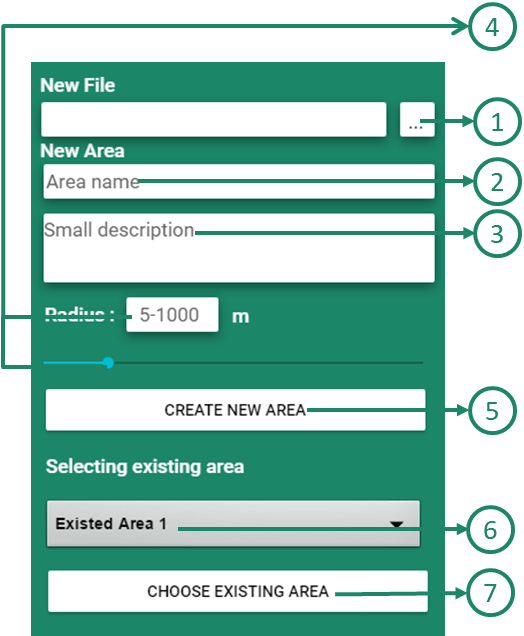 4
New File
... 1
New Area
Area name 2
Small description 3
Radius : 5-1000 m
CREATE NEW AREA 5
Selecting existing area
Existed Area 1 6
CHOOSE EXISTING AREA 7